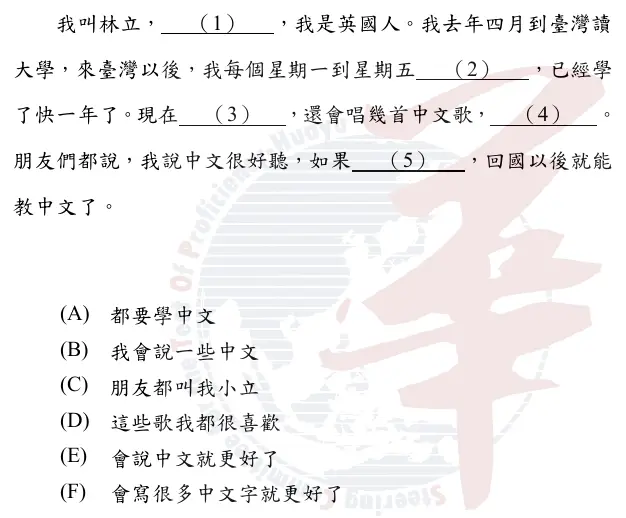 我叫林立,（1）,我是英國人。我去年四月到臺灣讀
大學,來臺灣以後,我每個星期一到星期五（2）,已經學
了快一年了。現在（3）,還會唱幾首中文歌,（4）。
朋友們都說,我說中文很好聽,如果（5）,回國以後就能
教中文了。
(A) 都要學中文
(B) 我會說一些中文
(C) 朋友都叫我小立
(D) 這些歌我都很喜歡
(E) 會說中文就更好了
(F) 會寫很多中文字就更好了